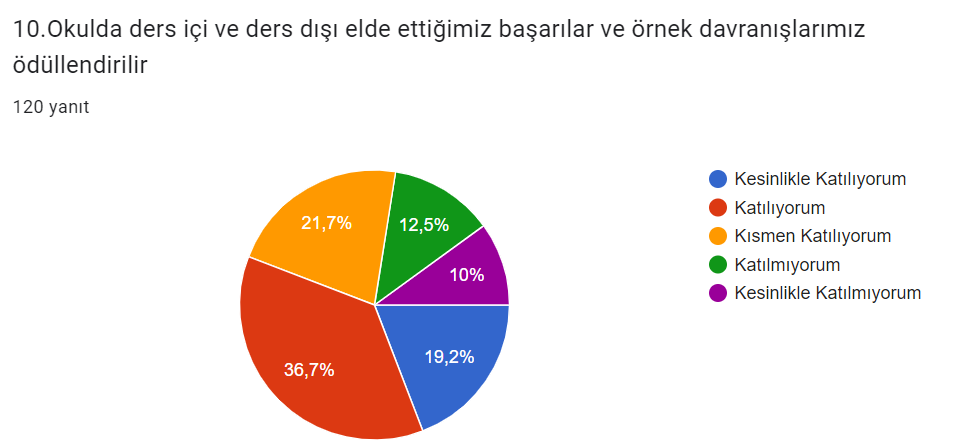 10.Okulda ders içi ve ders dışı elde ettiğimiz başarılar ve örnek davranışlarımız
ödüllendirilir
120 yanıt
21,7%
12,5%
10%
19,2%
36,7%
Kesinlikle Katılıyorum
Katılıyorum
Kısmen Katılıyorum
Katılmıyorum
Kesinlikle Katılmıyorum